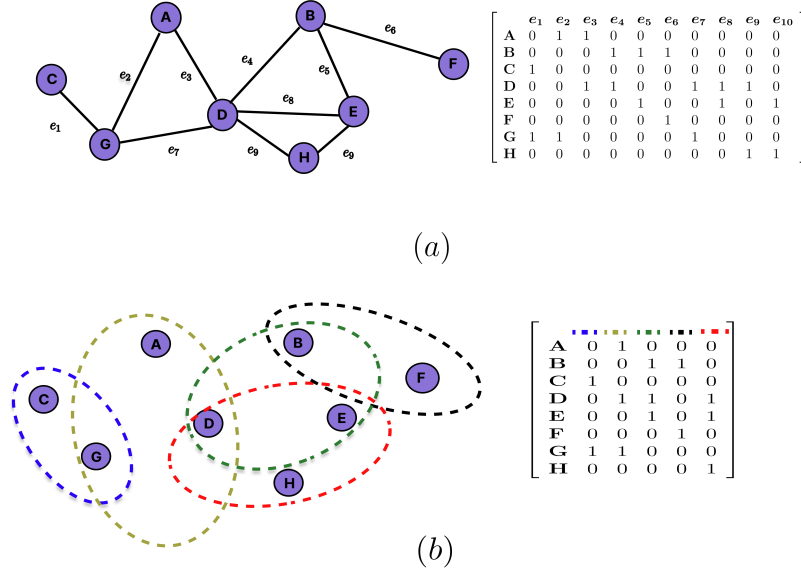 A
B
e6
e4
e5
F
C
e2
e3
e8
D
E
e1
G
e7
e9
H
e9
e1 e2 e3 e4 e5 e6 e7 e8 e9 e10
A 0 1 1 0 0 0 0 0 0 0
B 0 0 0 1 1 1 0 0 0 0
C 1 0 0 0 0 0 0 0 0 0
D 0 0 1 1 0 0 1 1 1 0
E 0 0 0 0 1 0 0 1 0 1
F 0 0 0 0 0 1 0 0 0 0
G 1 1 0 0 0 0 1 0 0 0
H 0 0 0 0 0 0 0 0 1 1
(a)
A
B
F
C
D
E
G
H
A 0 1 0 0 0
B 0 0 1 1 0
C 1 0 0 0 0
D 0 1 1 0 1
E 0 0 1 0 1
F 0 0 0 1 0
G 1 1 0 0 0
H 0 0 0 0 1
(b)